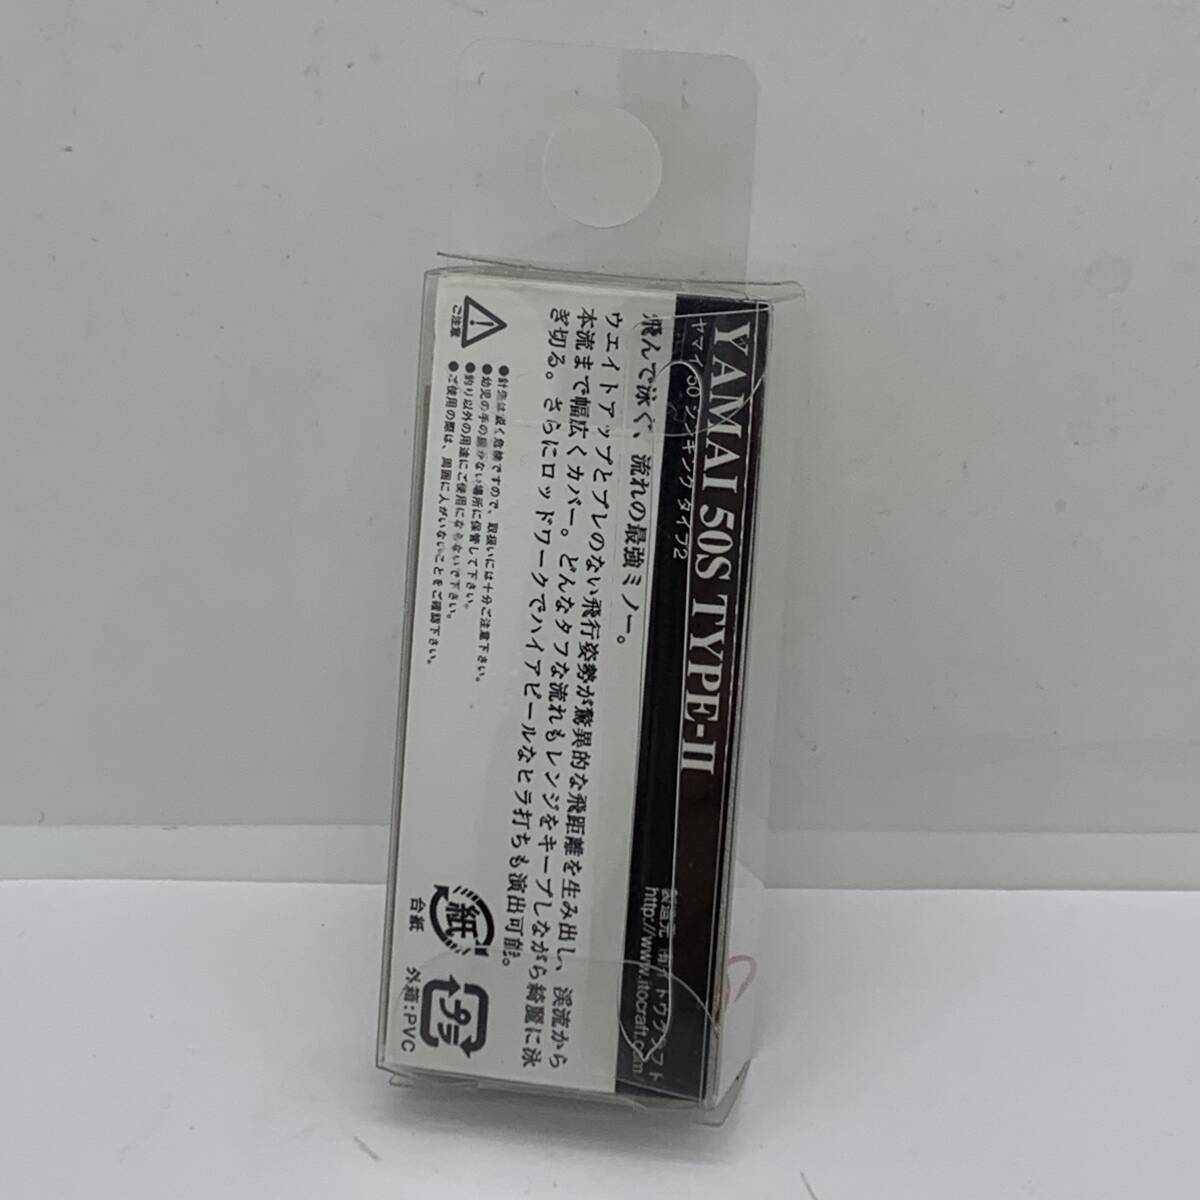 YAMAI 50S TYPE-II
ヤマイ 50 シンキング タイプ2
製造元 ㈲イトウクラフト
http://www.itocraft.com
飛んで泳ぐ、流れの最強ミノー。
ウエイトアップとブレのない飛行姿勢が驚異的な飛距離を生み出し、渓流から
本流まで幅広くカバー。どんなタフな流れもレンジをキープしながら綺麗に泳
ぎ切る。さらにロッドワークでハイアピールなヒラ打ちも演出可能。
ご注意
●針先は鋭く危険ですので、取扱いには十分ご注意下さい。
●幼児の手の届かない場所に保管して下さい。
●釣り以外の用途にご使用にならないで下さい。
●ご使用の際は、周囲に人がいないことをご確認下さい。
紙
台紙
プラ
外箱:PVC